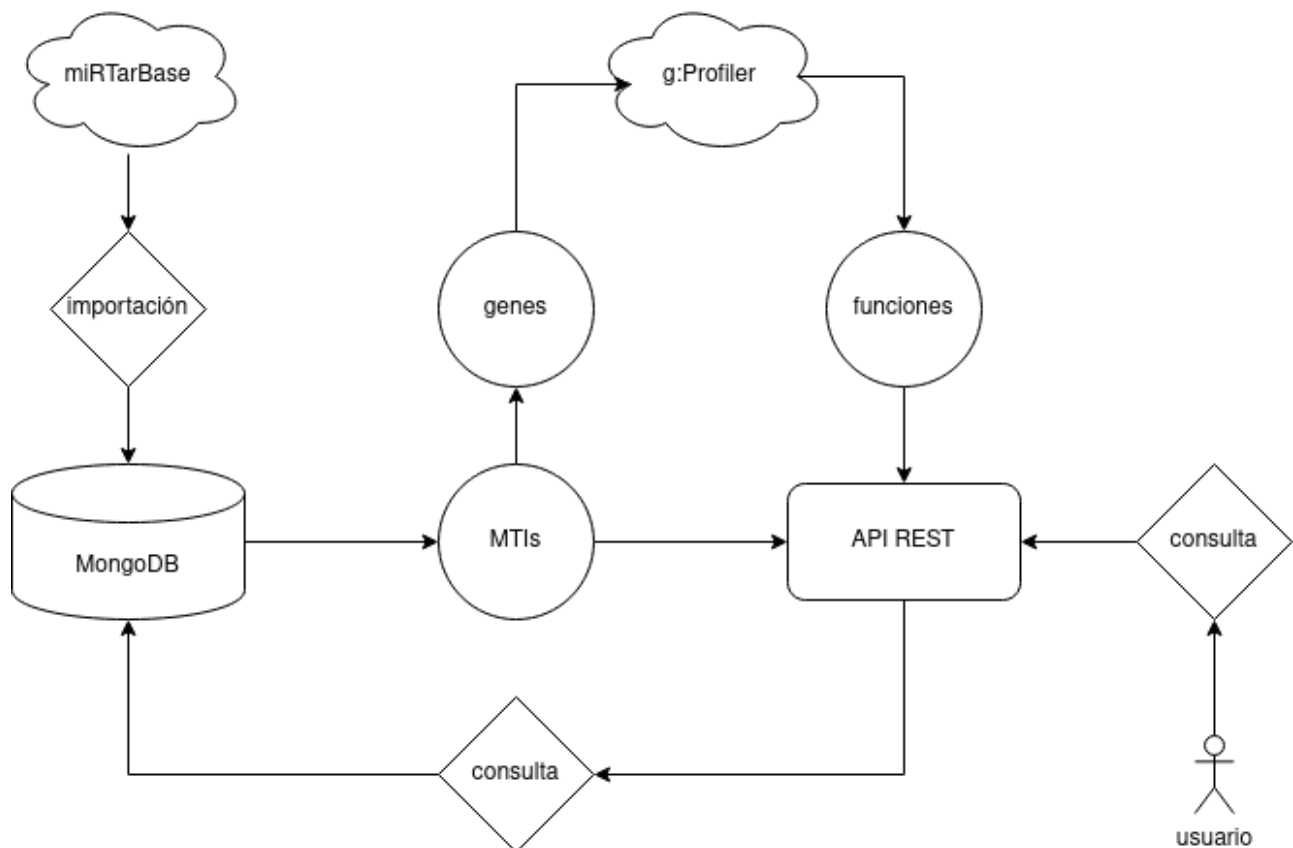 miRTarBase
g:Profiler
importación
genes
funciones
MongoDB
MTIs
API REST
consulta
consulta
usuario